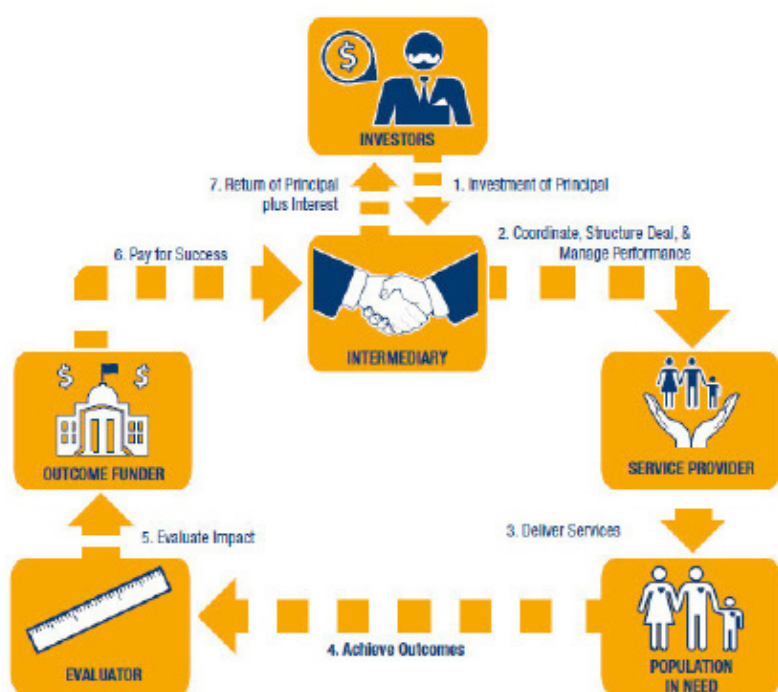 $
INVESTORS
7. Return of Principal
plus Interest
1. Investment of Principal
2. Coordinate, Structure Deal, &
Manage Performance
6. Pay for Success
INTERMEDIARY
$ $
OUTCOME FUNDER
SERVICE PROVIDER
5. Evaluate Impact
3. Deliver Services
EVALUATOR
4. Achieve Outcomes
POPULATION
IN NEED